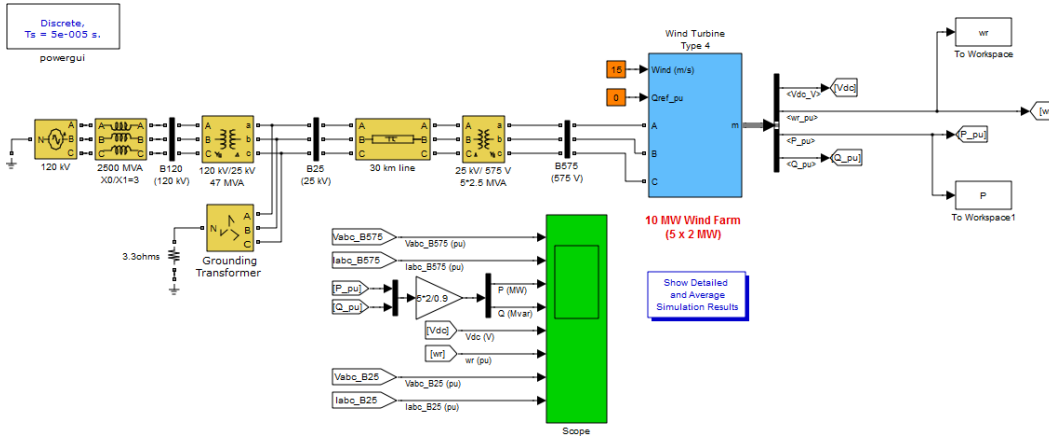 Discrete,
Ts = 5e-005 s.
powergui
N
A
B
C
120 kV
A
B
C
A
B
C
2500 MVA
X0/X1=3
B120
(120 kV)
A
B
C
a
b
c
120 kV/25 kV
47 MVA
N
A
B
C
Grounding
Transformer
3.3ohms
B25
(25 kV)
A
B
C
A
B
C
30 km line
A
B
C
a
b
c
25 kV/ 575 V
5*2.5 MVA
B575
(575 V)
Wind Turbine
Type 4
15
Wind (m/s)
0
Qref_pu
A
B
C
m
10 MW Wind Farm
(5 x 2 MW)
<Vdc_V>
[Vdc]
<wr_pu>
<P_pu>
[P_pu]
<Q_pu>
[Q_pu]
wr
To Workspace
[w
P
To Workspace1
Vabc_B575
Vabc_B575 (pu)
Iabc_B575
Iabc_B575 (pu)
[P_pu]
[Q_pu]
5*2/0.9
P (MW)
Q (Mvar)
[Vdc]
Vdc (V)
[wr]
wr (pu)
Vabc_B25
Vabc_B25 (pu)
Iabc_B25
Iabc_B25 (pu)
Scope
Show Detailed
and Average
Simulation Results